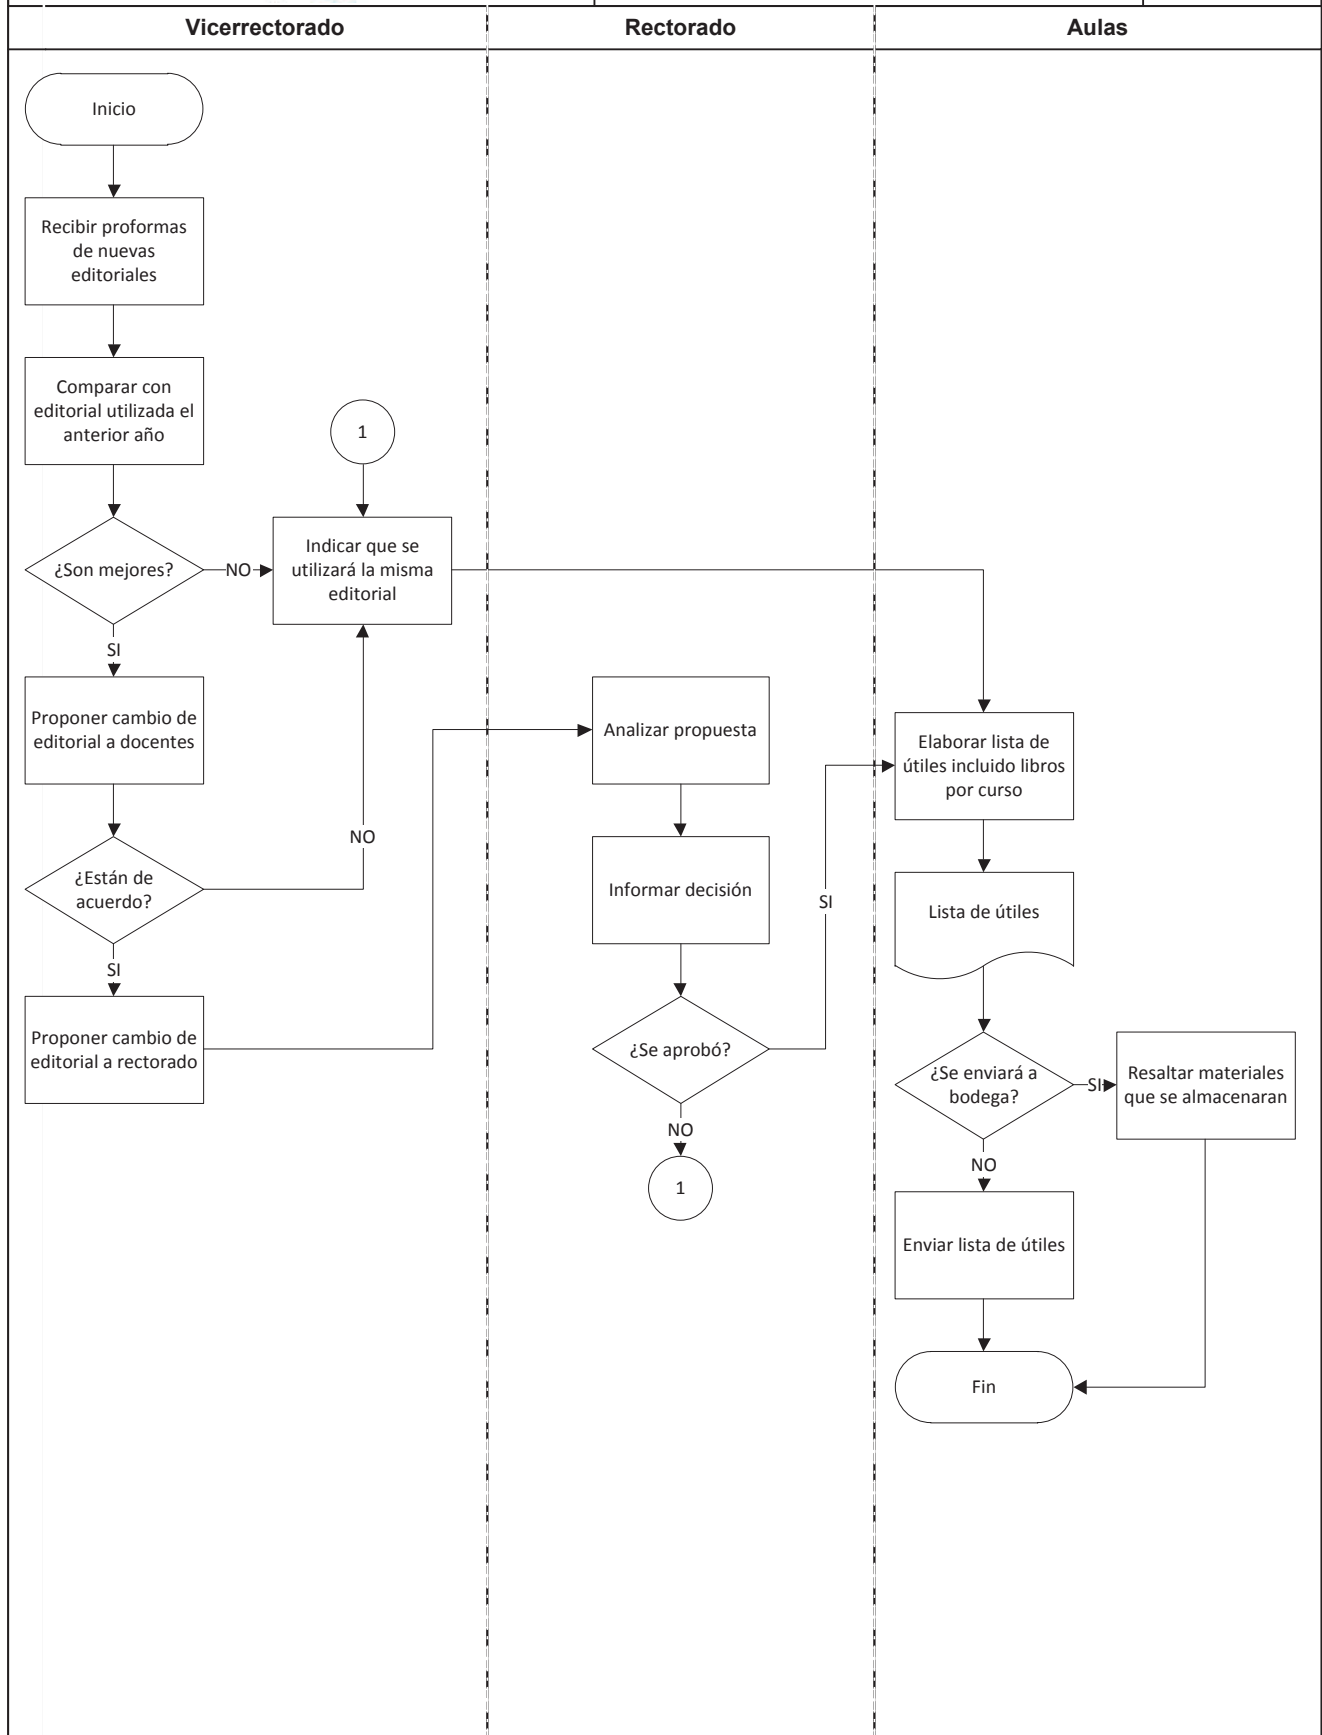 Vicerrectorado
Rectorado
Aulas
Inicio
Recibir proformas
de nuevas
editoriales
Comparar con
editorial utilizada el
anterior año
1
¿Son mejores?
NO
Indicar que se
utilizará la misma
editorial
SI
Proponer cambio de
editorial a docentes
NO
¿Están de
acuerdo?
SI
Proponer cambio de
editorial a rectorado
Analizar propuesta
Informar decisión
SI
¿Se aprobó?
NO
1
Elaborar lista de
útiles incluido libros
por curso
Lista de útiles
¿Se enviará a
bodega?
SI
Resaltar materiales
que se almacenaran
NO
Enviar lista de útiles
Fin